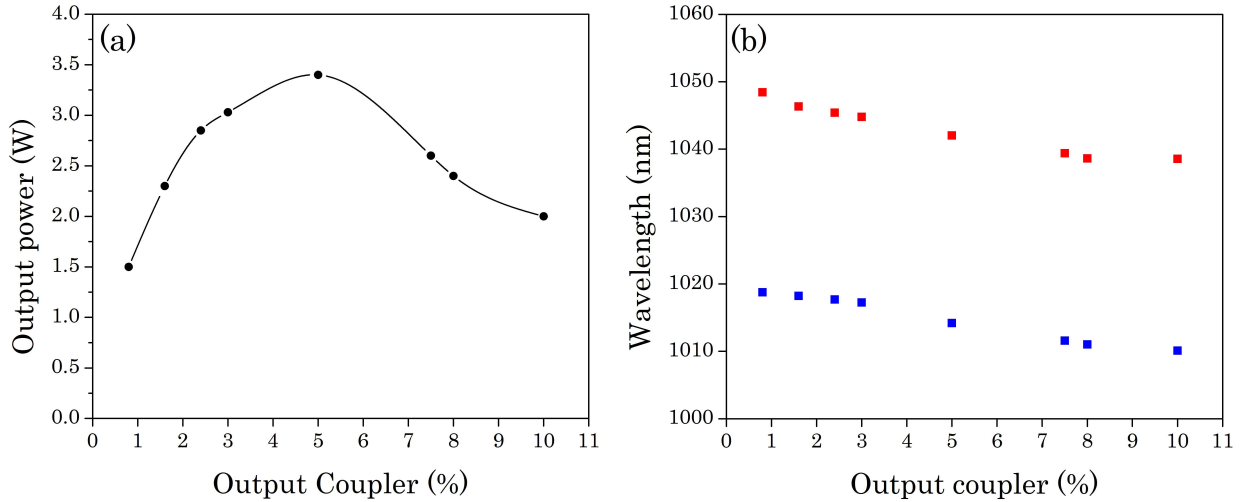 (a)
4.0
3.5
3.0
2.5
2.0
1.5
1.0
0.5
0.0
Output power (W)
0 1 2 3 4 5 6 7 8 9 10 11
Output Coupler (%)
(b)
1060
1050
1040
1030
1020
1010
1000
Wavelength (nm)
0 1 2 3 4 5 6 7 8 9 10 11
Output coupler (%)